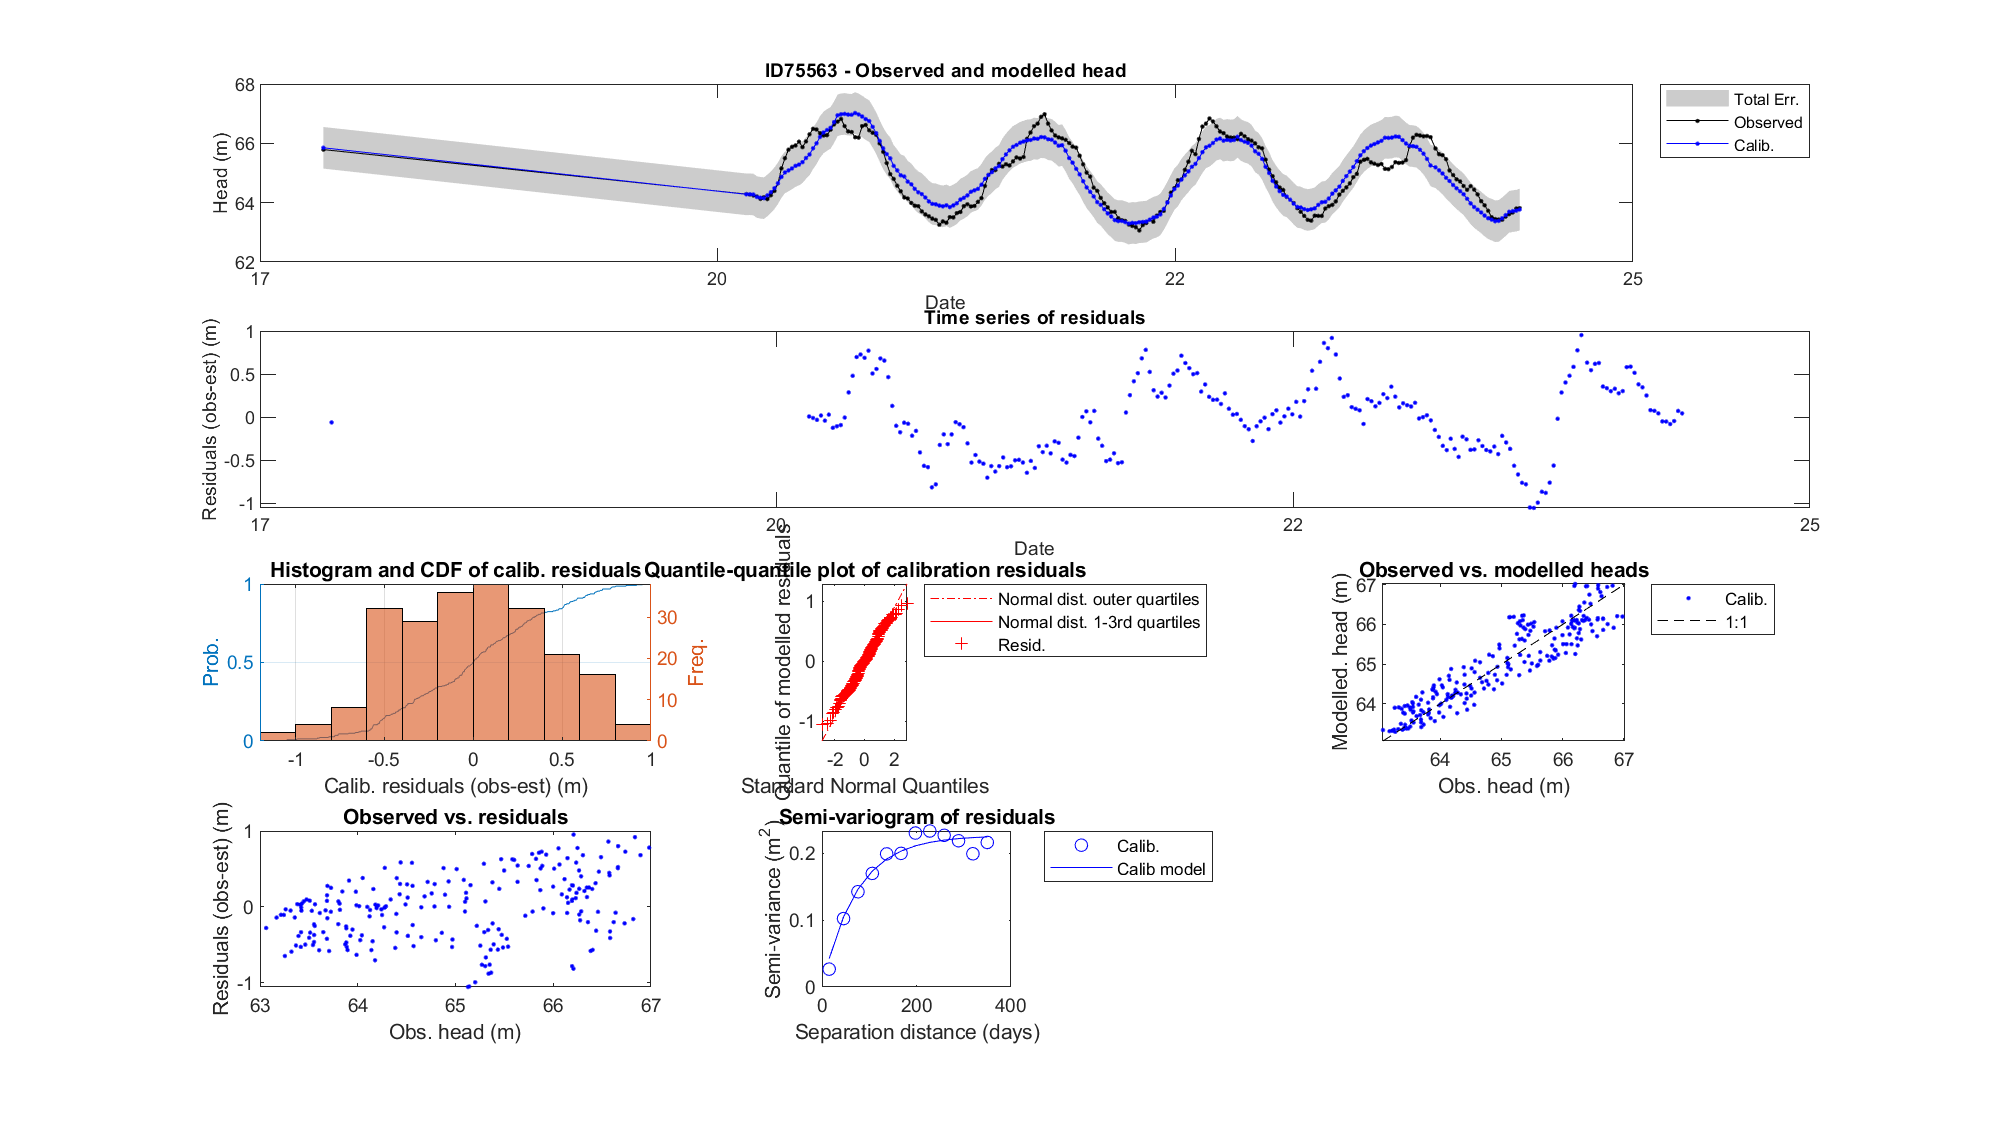 ID75563 - Observed and modelled head
68
66
64
62
Head (m)
17
20
22
25
Date
Total Err.
Observed
Calib.
Time series of residuals
1
0.5
0
-0.5
-1
Residuals (obs-est) (m)
17
20
22
25
Date
Histogram and CDF of calib. residuals
1
0.5
0
Prob.
30
20
10
0
Freq.
-1
-0.5
0
0.5
1
Calib. residuals (obs-est) (m)
Quantile-quantile plot of calibration residuals
1
0
-1
Quantile of modelled residuals
-2
0
2
Standard Normal Quantiles
Normal dist. outer quartiles
Normal dist. 1-3rd quartiles
Resid.
Observed vs. modelled heads
67
66
65
64
Modelled. head (m)
64
65
66
67
Obs. head (m)
Calib.
1:1
Observed vs. residuals
1
0
-1
Residuals (obs-est) (m)
63
64
65
66
67
Obs. head (m)
Semi-variogram of residuals
0.2
0.1
0
Semi-variance (m²)
0
200
400
Separation distance (days)
Calib.
Calib model